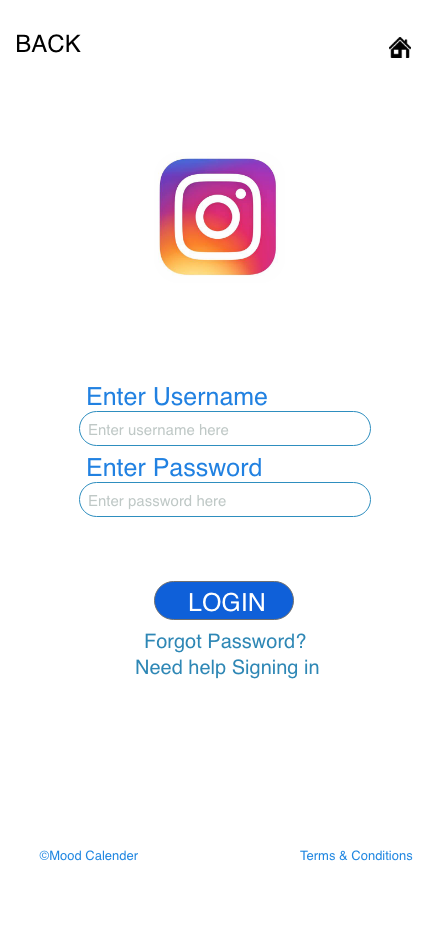 BACK
Enter Username
Enter username here
Enter Password
Enter password here
LOGIN
Forgot Password?
Need help Signing in
©Mood Calender
Terms & Conditions